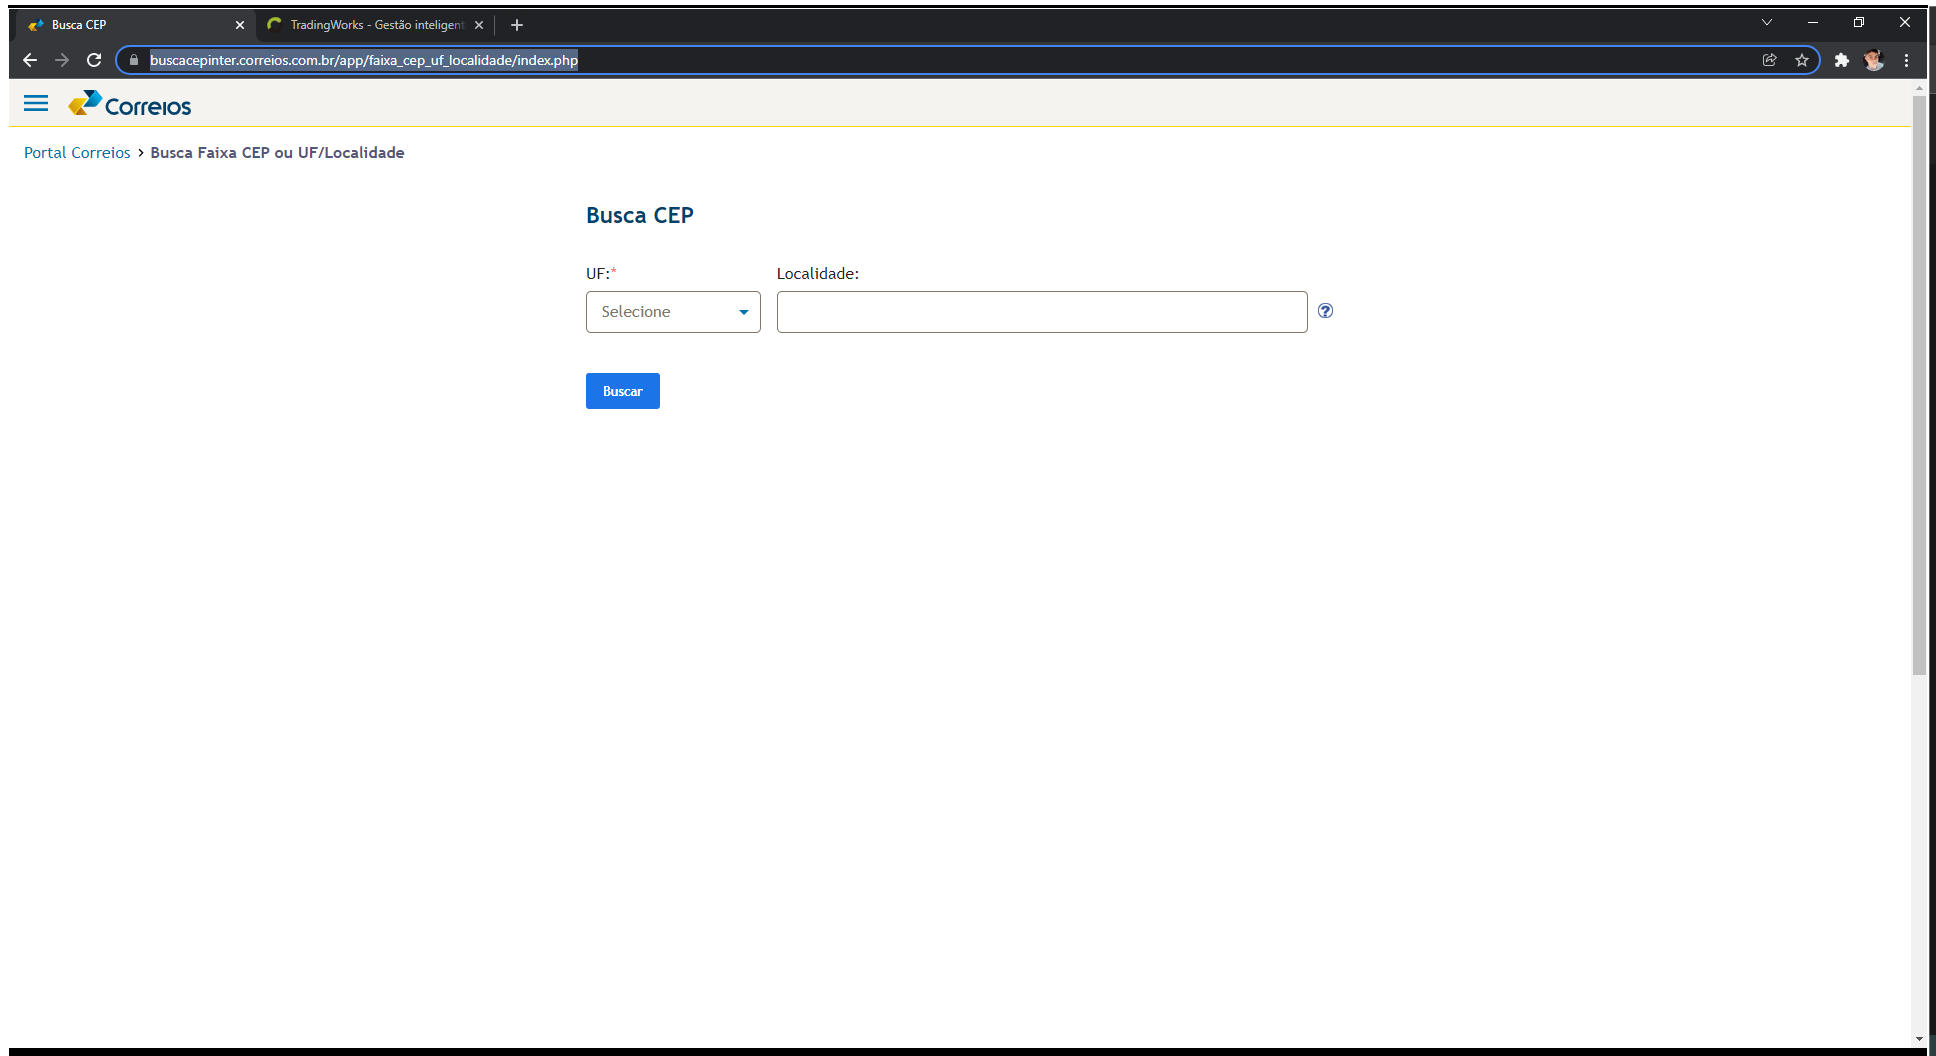 Busca CEP
TradingWorks - Gestão inteligent
buscacepinter.correios.com.br/app/faixa_cep_uf_localidade/index.php
Correios
Portal Correios > Busca Faixa CEP ou UF/Localidade
Busca CEP
UF:* Localidade:
Selecione
Buscar